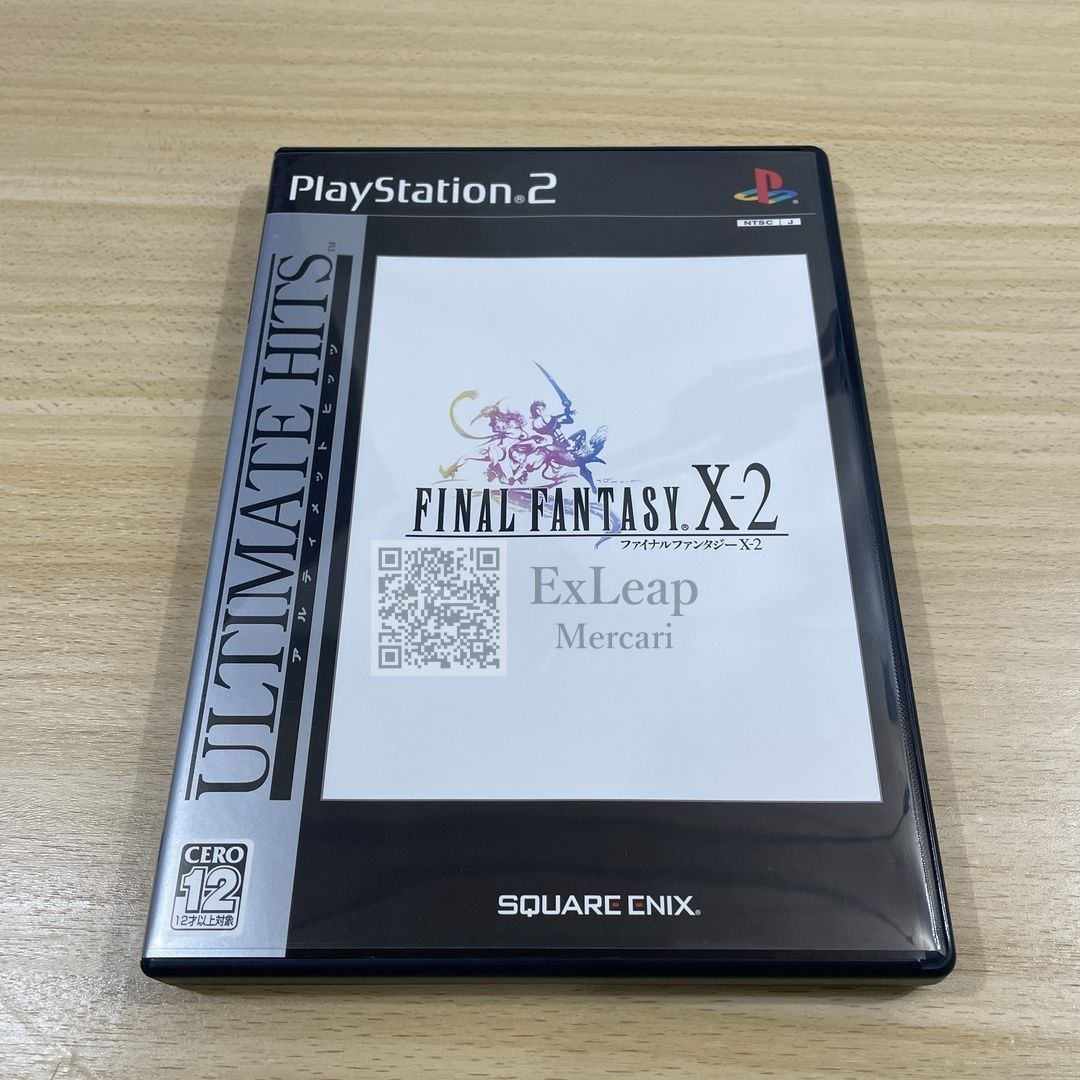 PlayStation®2
NTSC J
ULTIMATE HITS™
アルティメットヒッツ
FINAL FANTASY® X-2
ファイナルファンタジーX-2
ExLeap
Mercari
CERO
12
12才以上対象
SQUARE ENIX®